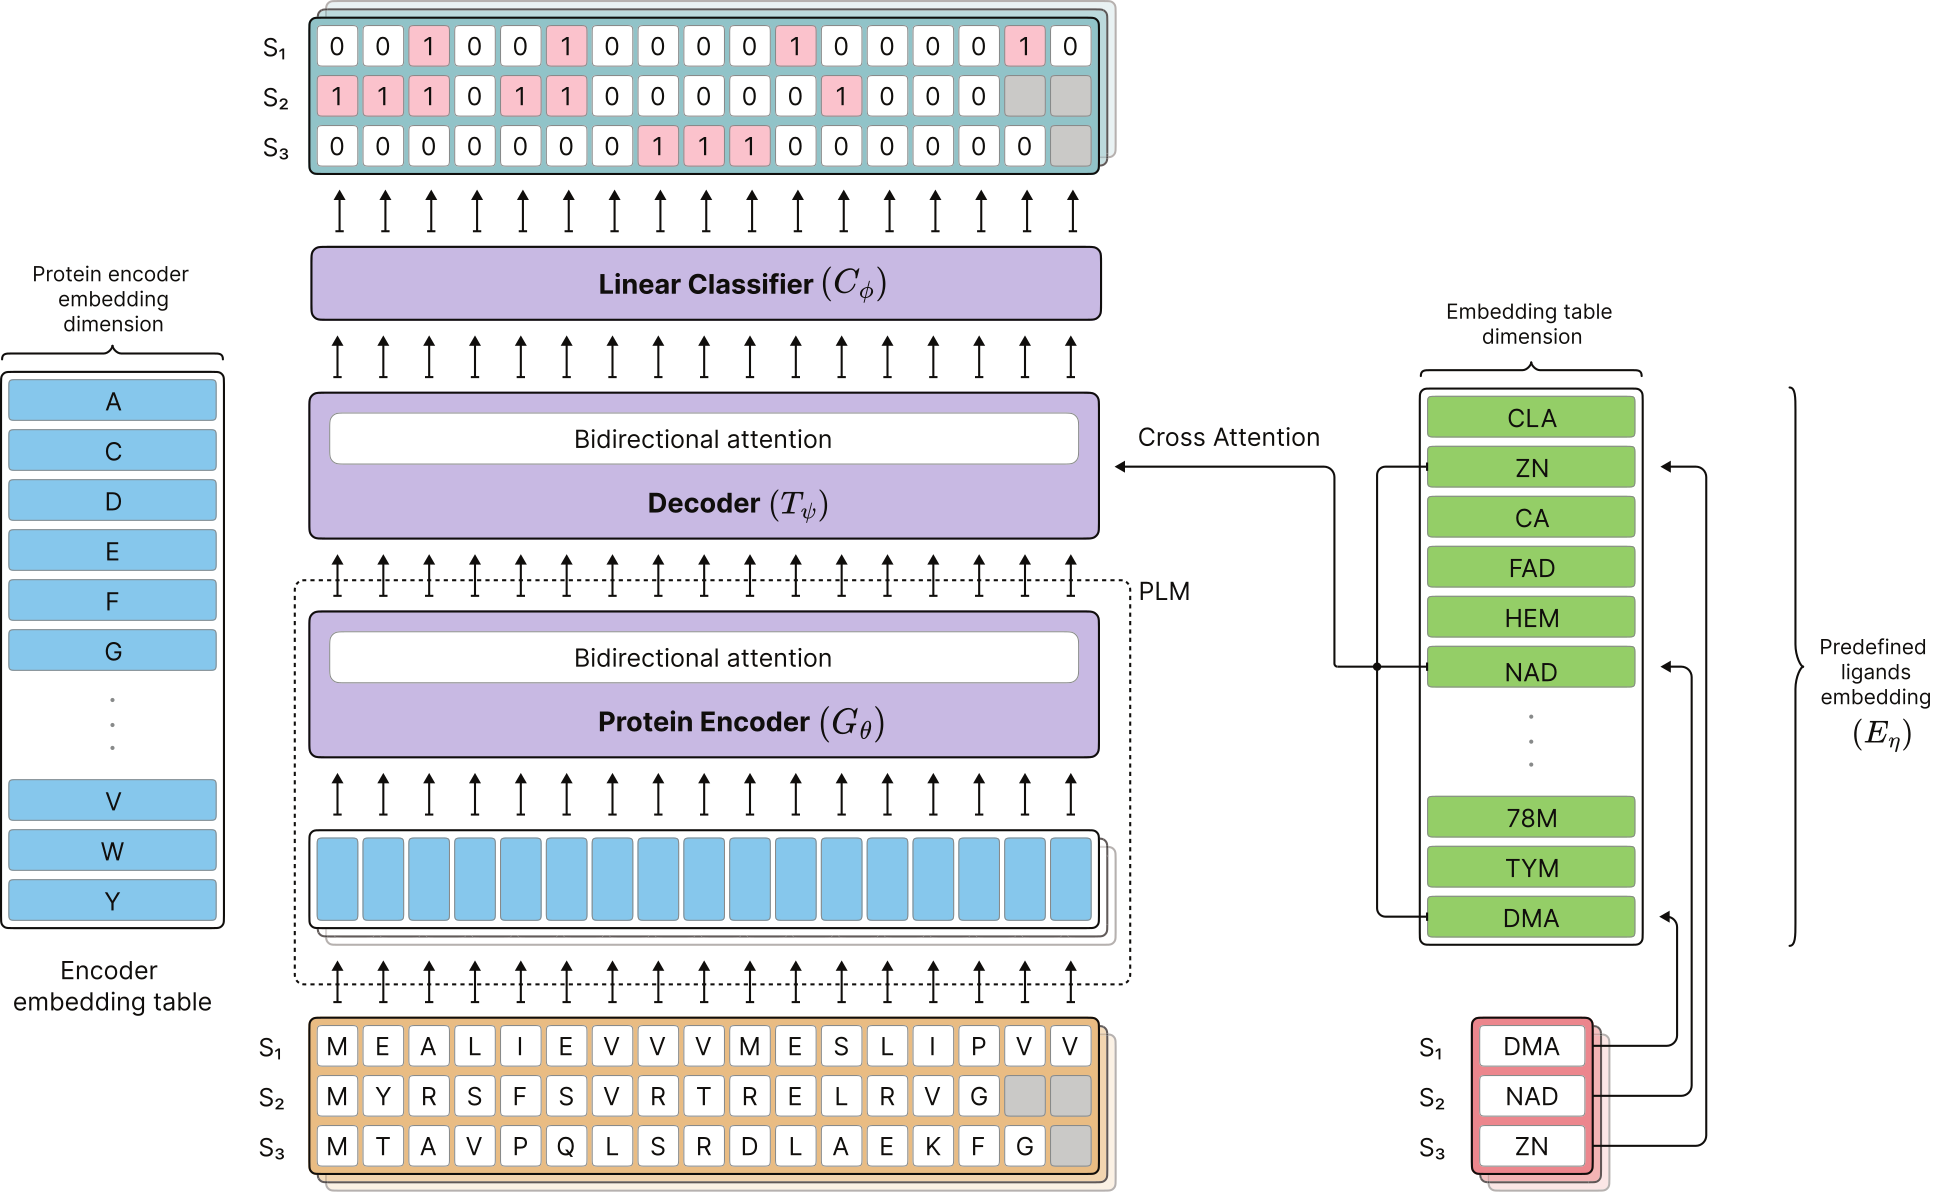 S₁ 0 0 1 0 0 1 0 0 0 0 1 0 0 0 0 1 0
S₂ 1 1 1 0 1 1 0 0 0 0 0 1 0 0 0
S₃ 0 0 0 0 0 0 0 1 1 1 0 0 0 0 0 0
Linear Classifier (C_ϕ)
Bidirectional attention
Decoder (T_ψ)
Cross Attention
PLM
Bidirectional attention
Protein Encoder (G_θ)
S₁ M E A L I E V V V M E S L I P V V
S₂ M Y R S F S V R T R E L R V G
S₃ M T A V P Q L S R D L A E K F G
Protein encoder
embedding
dimension
A
C
D
E
F
G
.
.
.
V
W
Y
Encoder
embedding table
Embedding table
dimension
CLA
ZN
CA
FAD
HEM
NAD
.
.
.
78M
TYM
DMA
Predefined
ligands
embedding
(E_η)
S₁ DMA
S₂ NAD
S₃ ZN